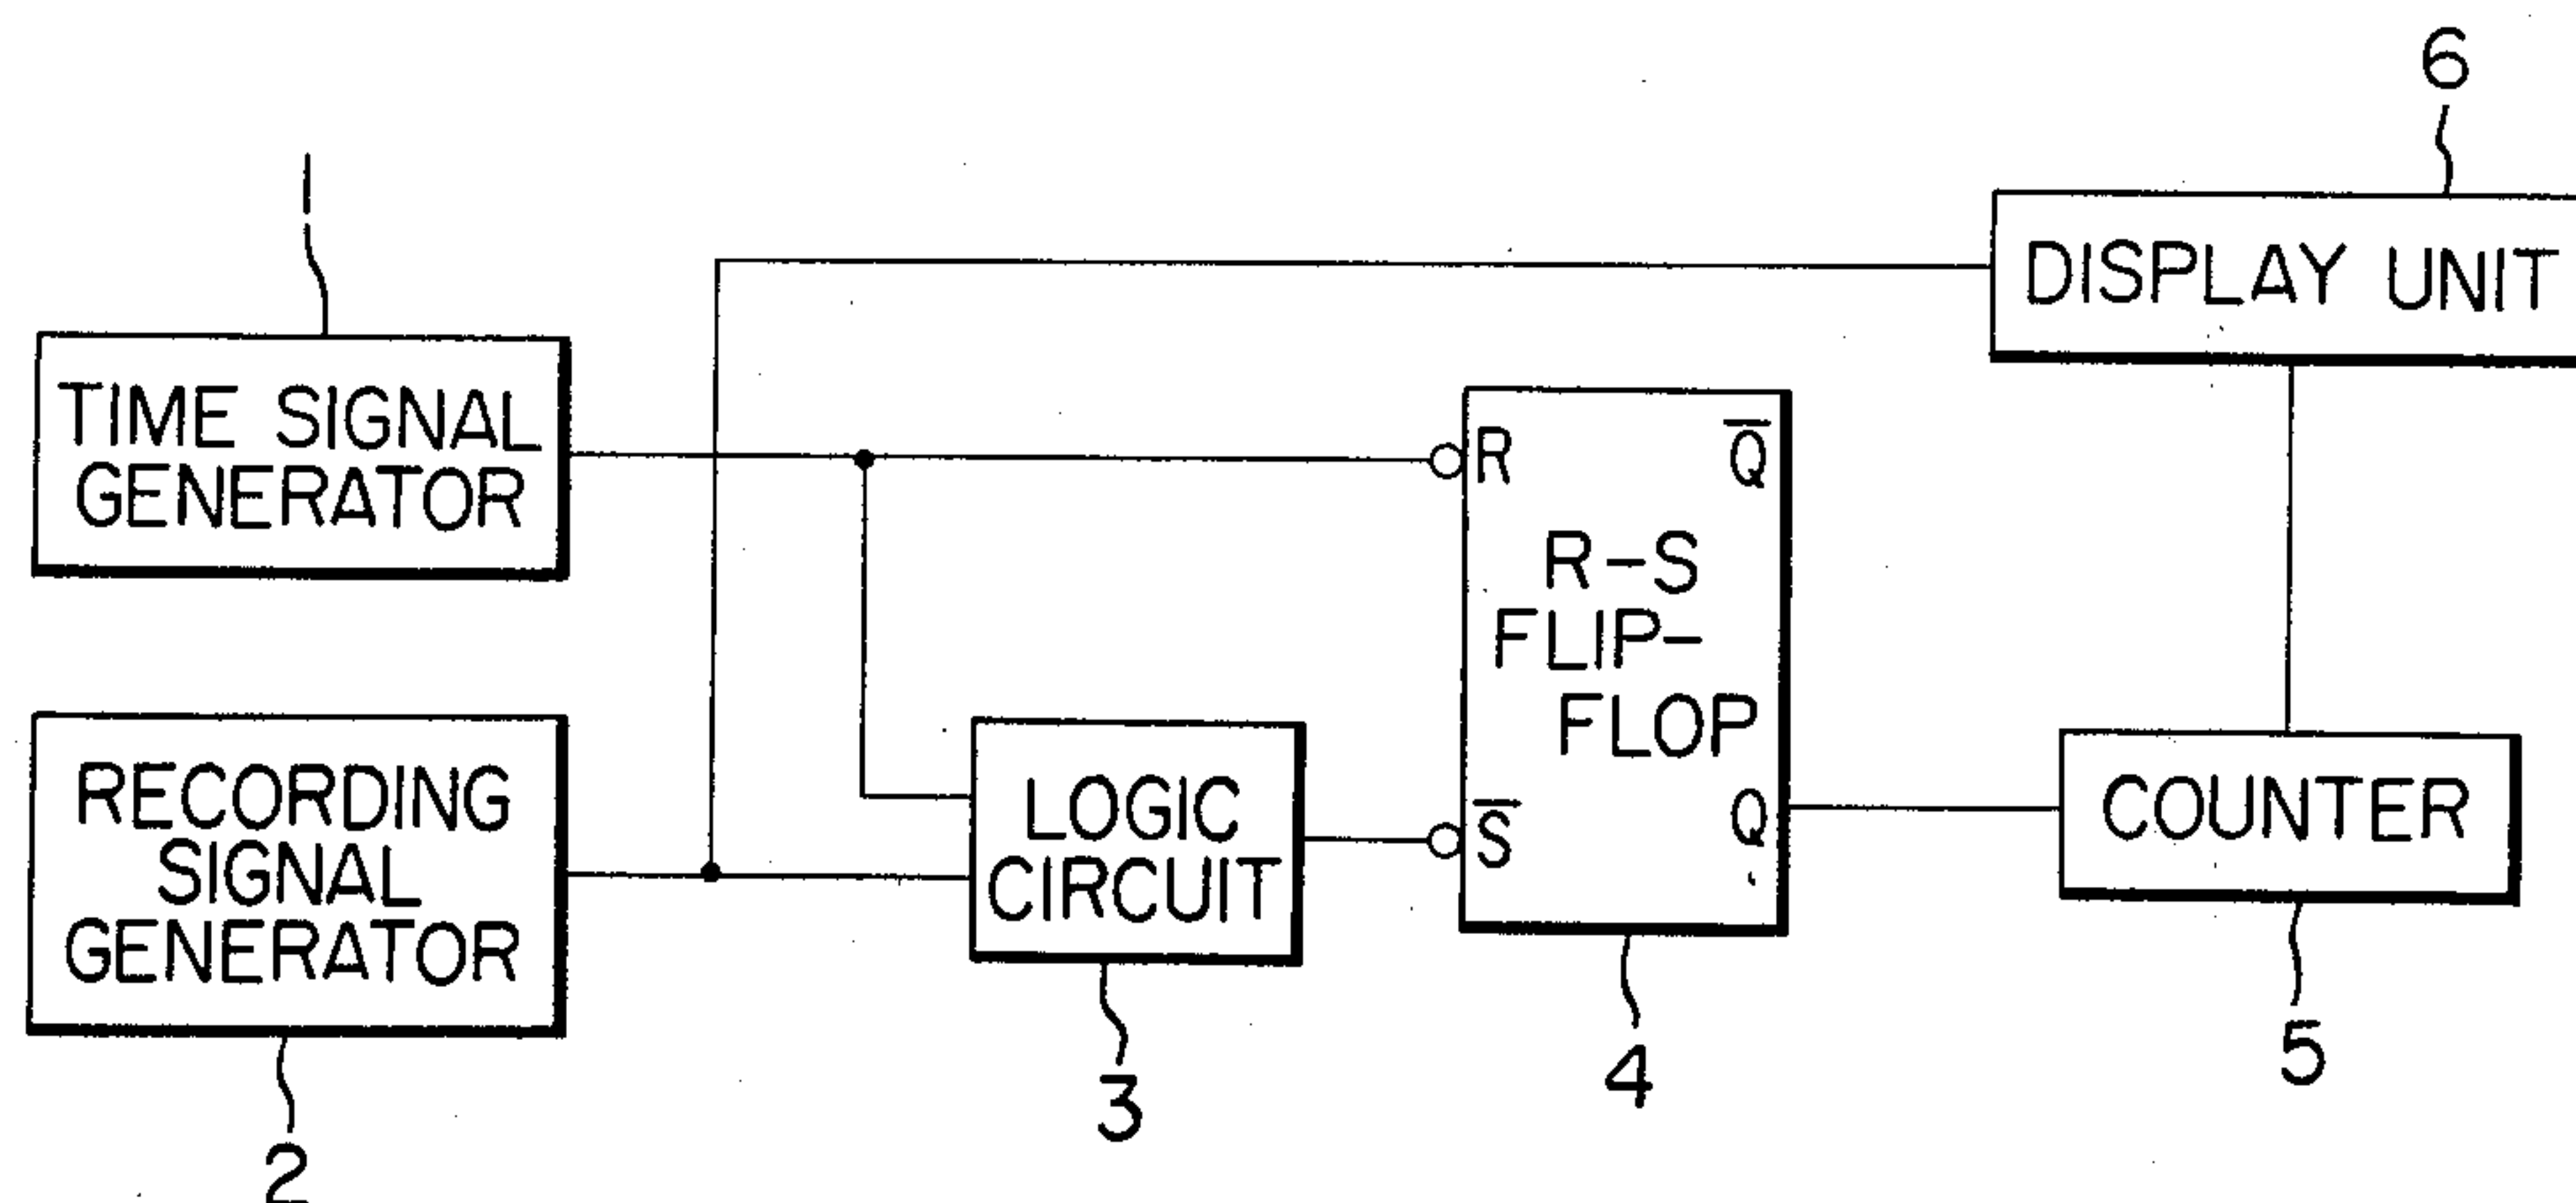 6
1
DISPLAY UNIT
TIME SIGNAL
GENERATOR
R
Q̅
R-S
FLIP-
FLOP
RECORDING
SIGNAL
GENERATOR
LOGIC
CIRCUIT
S̅
Q
COUNTER
2
3
4
5